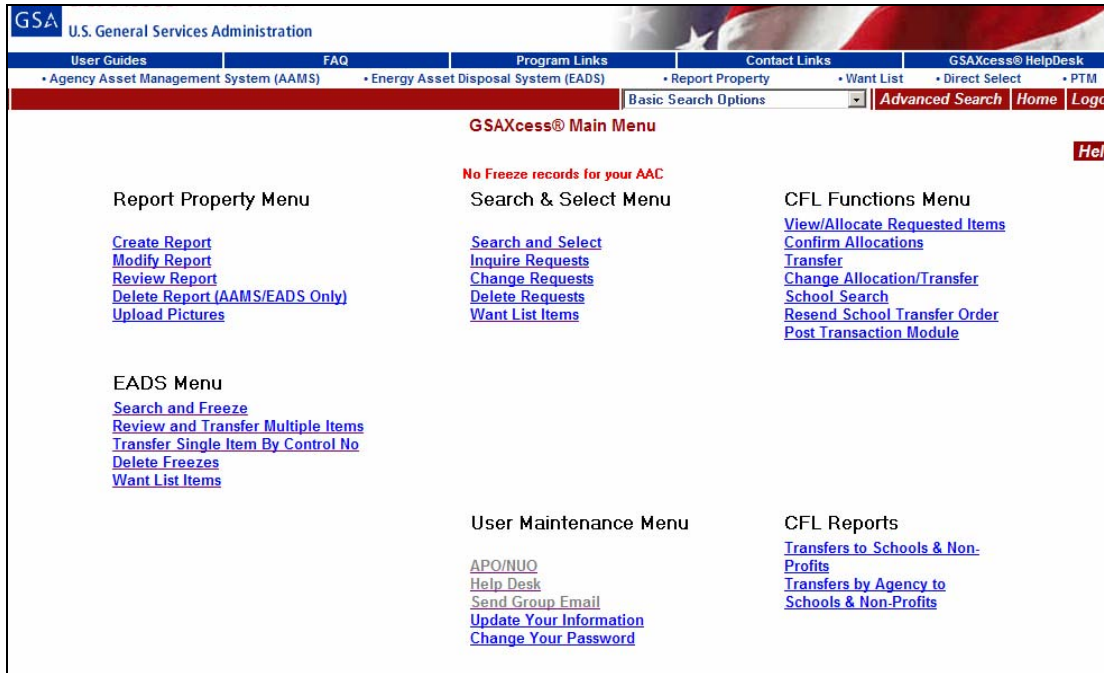 GSA U.S. General Services Administration
User Guides FAQ Program Links Contact Links GSAXcess® HelpDesk
• Agency Asset Management System (AAMS) • Energy Asset Disposal System (EADS) • Report Property • Want List • Direct Select • PTM
Basic Search Options Advanced Search Home Logo
GSAXcess® Main Menu
Hel
No Freeze records for your AAC
Report Property Menu
Create Report
Modify Report
Review Report
Delete Report (AAMS/EADS Only)
Upload Pictures
Search & Select Menu
Search and Select
Inquire Requests
Change Requests
Delete Requests
Want List Items
CFL Functions Menu
View/Allocate Requested Items
Confirm Allocations
Transfer
Change Allocation/Transfer
School Search
Resend School Transfer Order
Post Transaction Module
EADS Menu
Search and Freeze
Review and Transfer Multiple Items
Transfer Single Item By Control No
Delete Freezes
Want List Items
User Maintenance Menu
APO/NUO
Help Desk
Send Group Email
Update Your Information
Change Your Password
CFL Reports
Transfers to Schools & Non-
Profits
Transfers by Agency to
Schools & Non-Profits